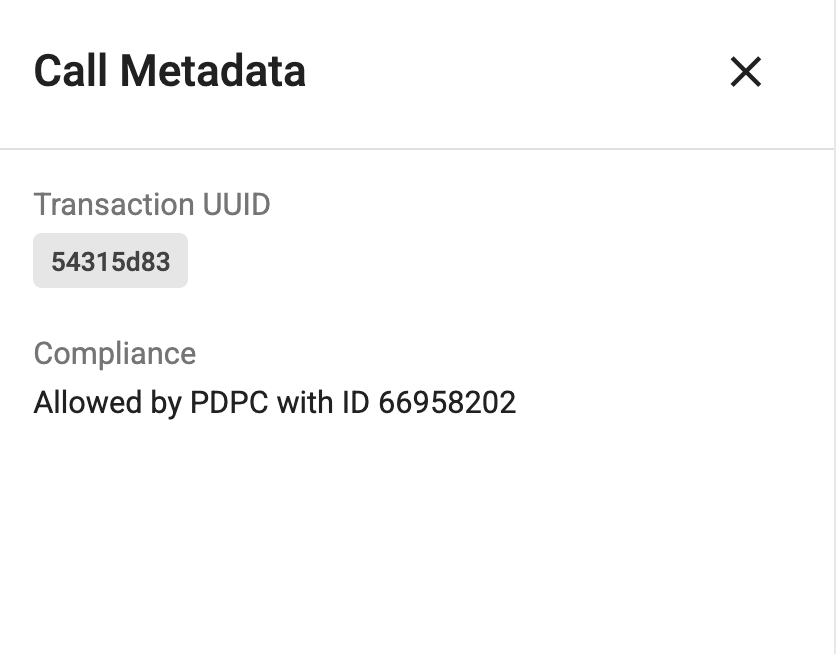 Call Metadata
Transaction UUID
54315d83
Compliance
Allowed by PDPC with ID 66958202